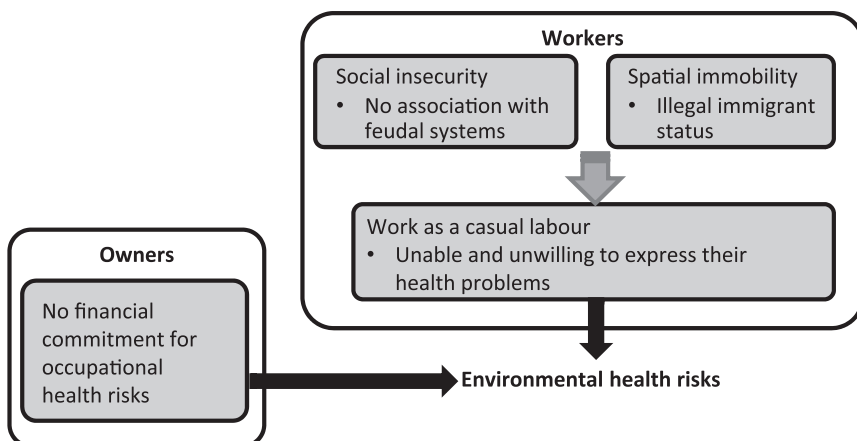 Workers
Social insecurity
• No association with
feudal systems
Spatial immobility
• Illegal immigrant
status
Work as a casual labour
• Unable and unwilling to express their
health problems
Owners
No financial
commitment for
occupational
health risks
Environmental health risks